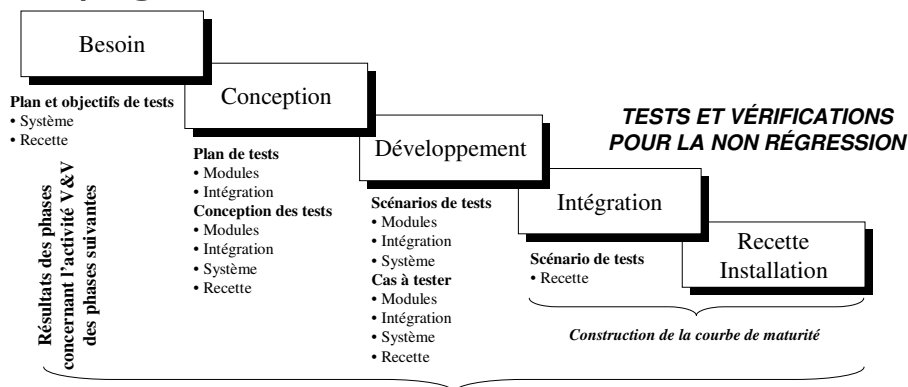 Besoin
Plan et objectifs de tests
• Système
• Recette
Conception
Plan de tests
• Modules
• Intégration
Conception des tests
• Modules
• Intégration
• Système
• Recette
Développement
Scénarios de tests
• Modules
• Intégration
• Système
Cas à tester
• Modules
• Intégration
• Système
• Recette
TESTS ET VÉRIFICATIONS
POUR LA NON RÉGRESSION
Intégration
Scénario de tests
• Recette
Recette
Installation
Construction de la courbe de maturité
Résultats des phases
concernant l'activité V&V
des phases suivantes